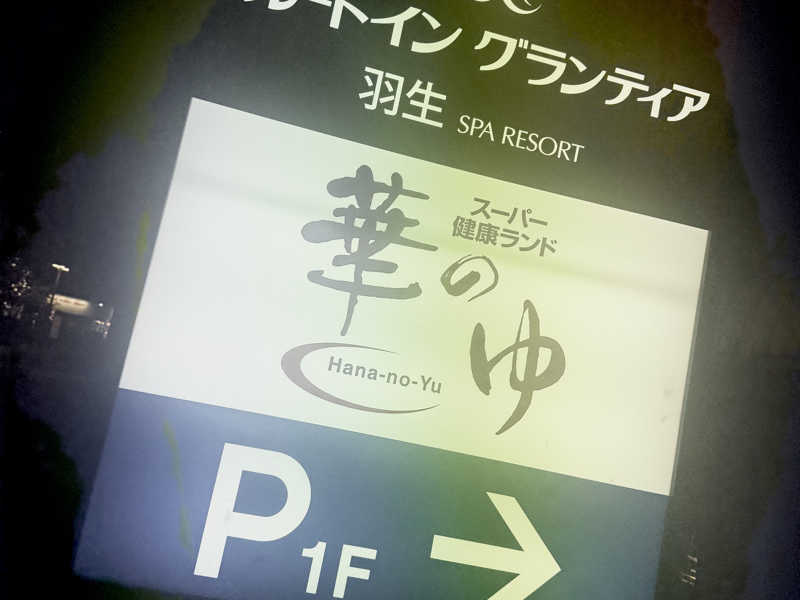 ルートイン グランティア
羽生 SPA RESORT
スーパー
健康ランド
華のゆ
Hana-no-Yu
P 1F →